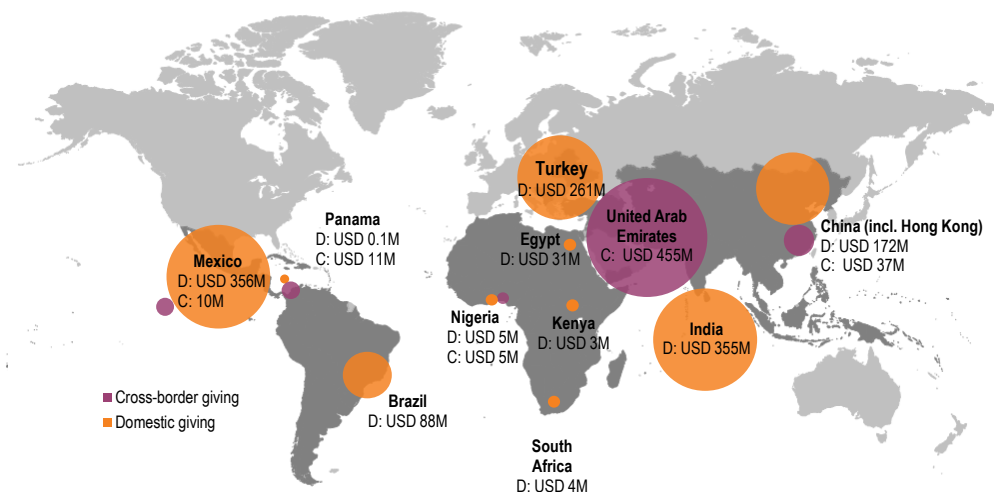 Turkey
D: USD 261M
Panama
D: USD 0.1M
C: USD 11M
United Arab
Emirates
C: USD 455M
China (incl. Hong Kong)
D: USD 172M
C: USD 37M
Egypt
D: USD 31M
Mexico
D: USD 356M
C: 10M
Nigeria
D: USD 5M
C: USD 5M
Kenya
D: USD 3M
India
D: USD 355M
Cross-border giving
Domestic giving
Brazil
D: USD 88M
South
Africa
D: USD 4M